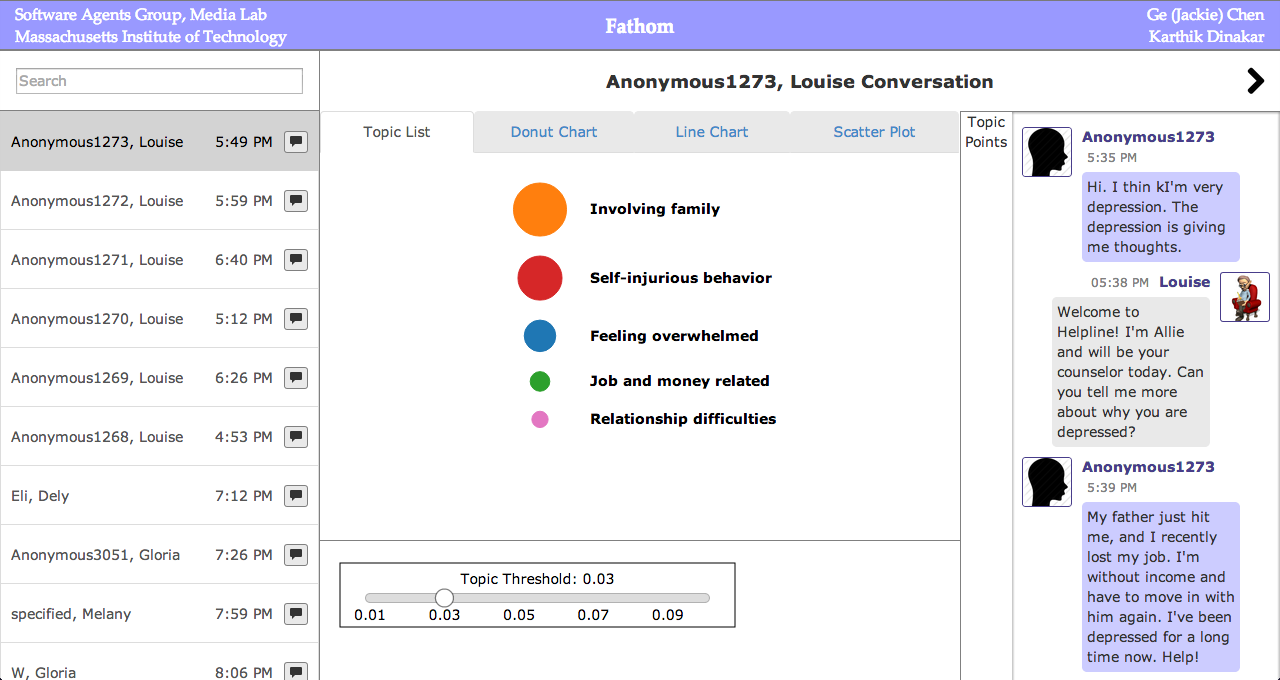 Software Agents Group, Media Lab
Massachusetts Institute of Technology
Fathom
Ge (Jackie) Chen
Karthik Dinakar
Search
Anonymous1273, Louise 5:49 PM
Anonymous1272, Louise 5:59 PM
Anonymous1271, Louise 6:40 PM
Anonymous1270, Louise 5:12 PM
Anonymous1269, Louise 6:26 PM
Anonymous1268, Louise 4:53 PM
Eli, Dely 7:12 PM
Anonymous3051, Gloria 7:26 PM
specified, Melany 7:59 PM
W, Gloria 8:06 PM
Anonymous1273, Louise Conversation
Topic List Donut Chart Line Chart Scatter Plot
Involving family
Self-injurious behavior
Feeling overwhelmed
Job and money related
Relationship difficulties
Topic Threshold: 0.03
0.01 0.03 0.05 0.07 0.09
Topic
Points
Anonymous1273
5:35 PM
Hi. I thin kI'm very
depression. The
depression is giving
me thoughts.
05:38 PM Louise
Welcome to
Helpline! I'm Allie
and will be your
counselor today. Can
you tell me more
about why you are
depressed?
Anonymous1273
5:39 PM
My father just hit
me, and I recently
lost my job. I'm
without income and
have to move in with
him again. I've been
depressed for a long
time now. Help!